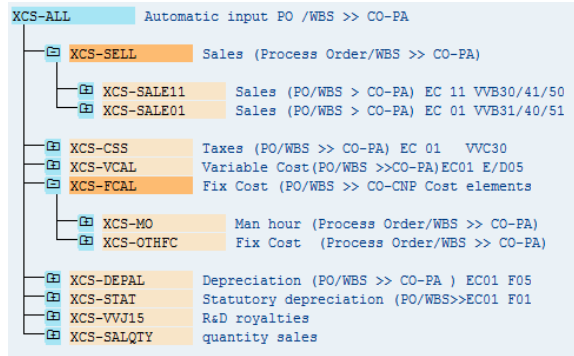 XCS-ALL Automatic input PO /WBS >> CO-PA
XCS-SELL Sales (Process Order/WBS >> CO-PA)
XCS-SALE11 Sales (PO/WBS > CO-PA) EC 11 VVB30/41/50
XCS-SALE01 Sales (PO/WBS > CO-PA) EC 01 VVB31/40/51
XCS-CSS Taxes (PO/WBS >> CO-PA) EC 01 VVC30
XCS-VCAL Variable Cost(PO/WBS >>CO-PA)EC01 E/D05
XCS-FCAL Fix Cost (PO/WBS >> CO-CNP Cost elements
XCS-MO Man hour (Process Order/WBS >> CO-PA)
XCS-OTHFC Fix Cost (Process Order/WBS >> CO-PA)
XCS-DEPAL Depreciation (PO/WBS >> CO-PA ) EC01 F05
XCS-STAT Statutory depreciation (PO/WBS>>EC01 F01
XCS-VVJ15 R&D royalties
XCS-SALQTY quantity sales